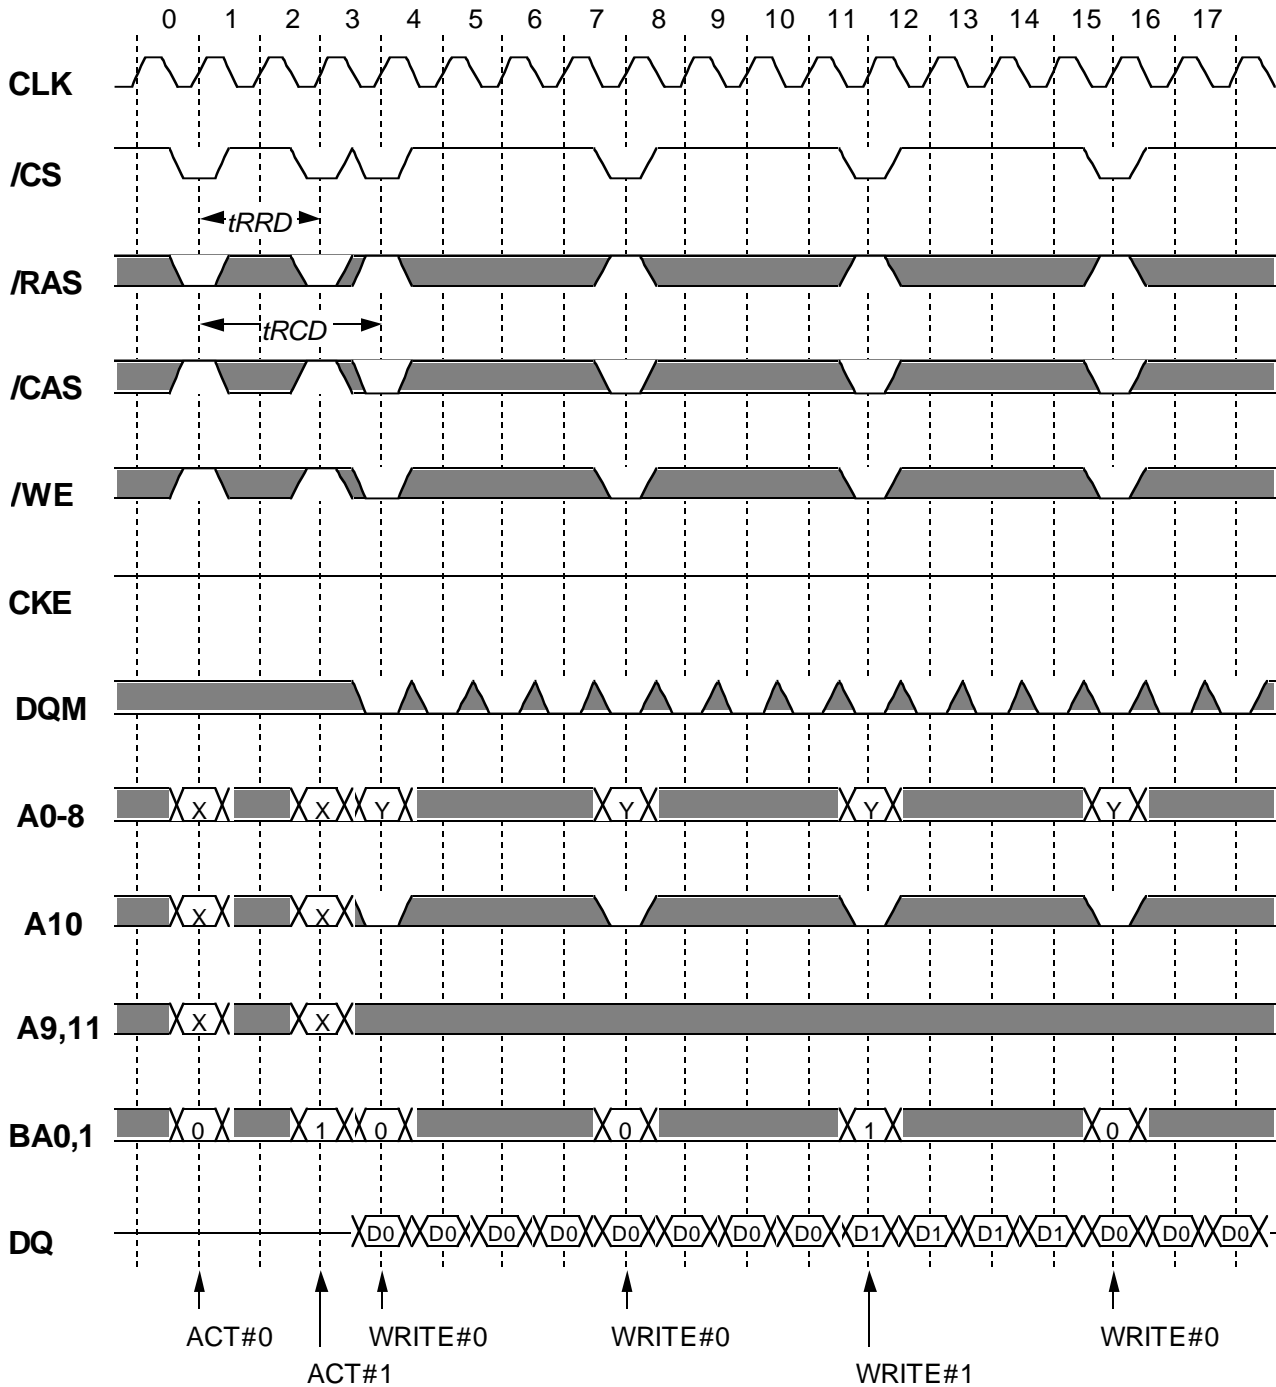 0 1 2 3 4 5 6 7 8 9 10 11 12 13 14 15 16 17
CLK
/CS
tRRD
/RAS
tRCD
/CAS
/WE
CKE
DQM
A0-8 X X Y Y Y Y
A10 X X
A9,11 X X
BA0,1 0 1 0 0 1 0
DQ D0 D0 D0 D0 D0 D0 D0 D0 D1 D1 D1 D1 D0 D0 D0
ACT#0 WRITE#0 WRITE#0 WRITE#0
ACT#1 WRITE#1